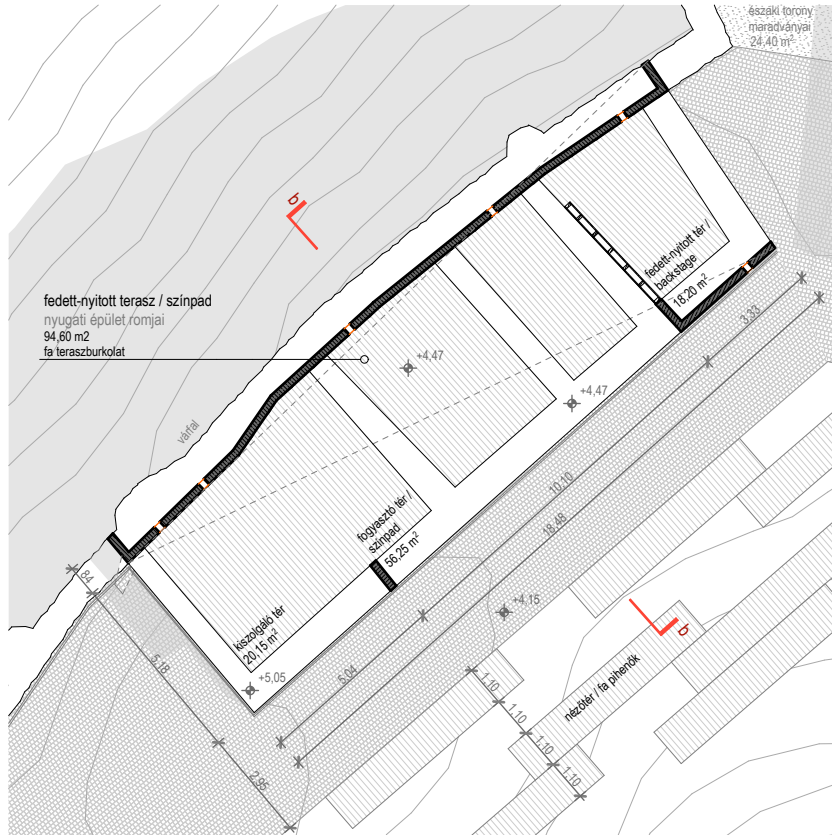 északi torony
maradványai
24,40 m²
b
fedett-nyitott terasz / színpad
nyugati épület romjai
94,60 m2
fa teraszburkolat
fedett-nyitott tér /
backstage
18,20 m²
3,33
+4,47
+4,47
várfal
10,10
18,48
fogyasztó tér /
színpad
56,25 m²
84
+4,15
b
kiszolgáló tér
20,15 m²
5,18
+5,05
5,04
nézőtér / fa pihenők
1,10
1,10
1,10
1,10
2,95